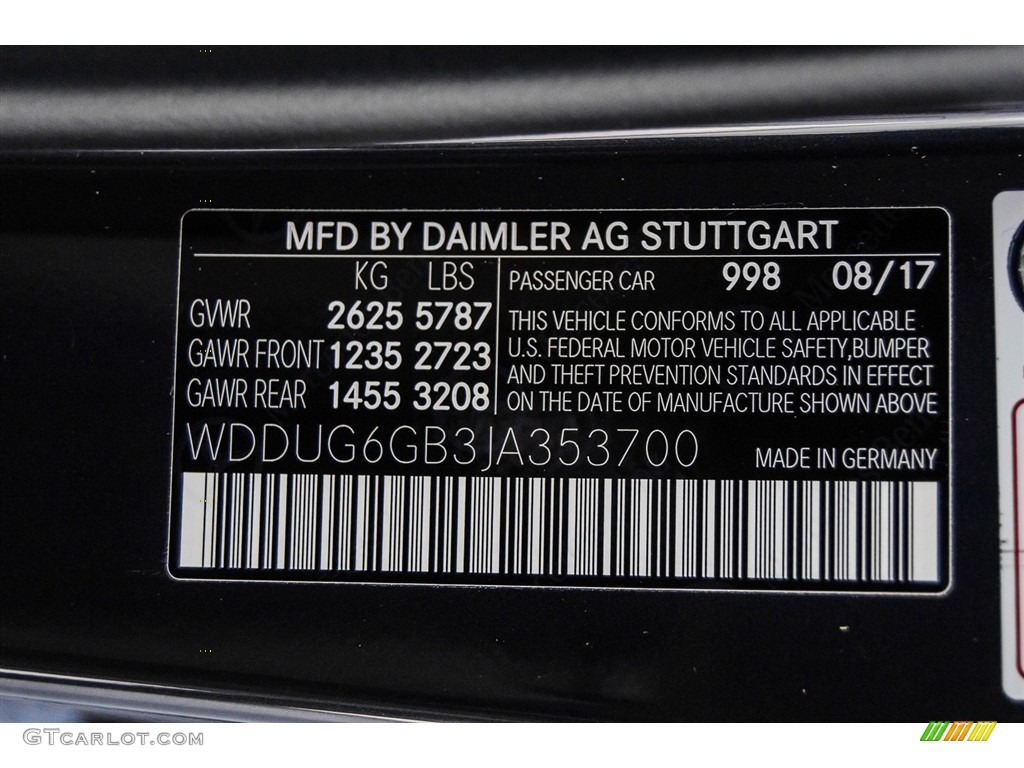 MFD BY DAIMLER AG STUTTGART
KG LBS
GVWR 2625 5787
GAWR FRONT 1235 2723
GAWR REAR 1455 3208
PASSENGER CAR 998 08/17
THIS VEHICLE CONFORMS TO ALL APPLICABLE
U.S. FEDERAL MOTOR VEHICLE SAFETY,BUMPER
AND THEFT PREVENTION STANDARDS IN EFFECT
ON THE DATE OF MANUFACTURE SHOWN ABOVE
WDDUG6GB3JA353700
MADE IN GERMANY
GTCARLOT.COM